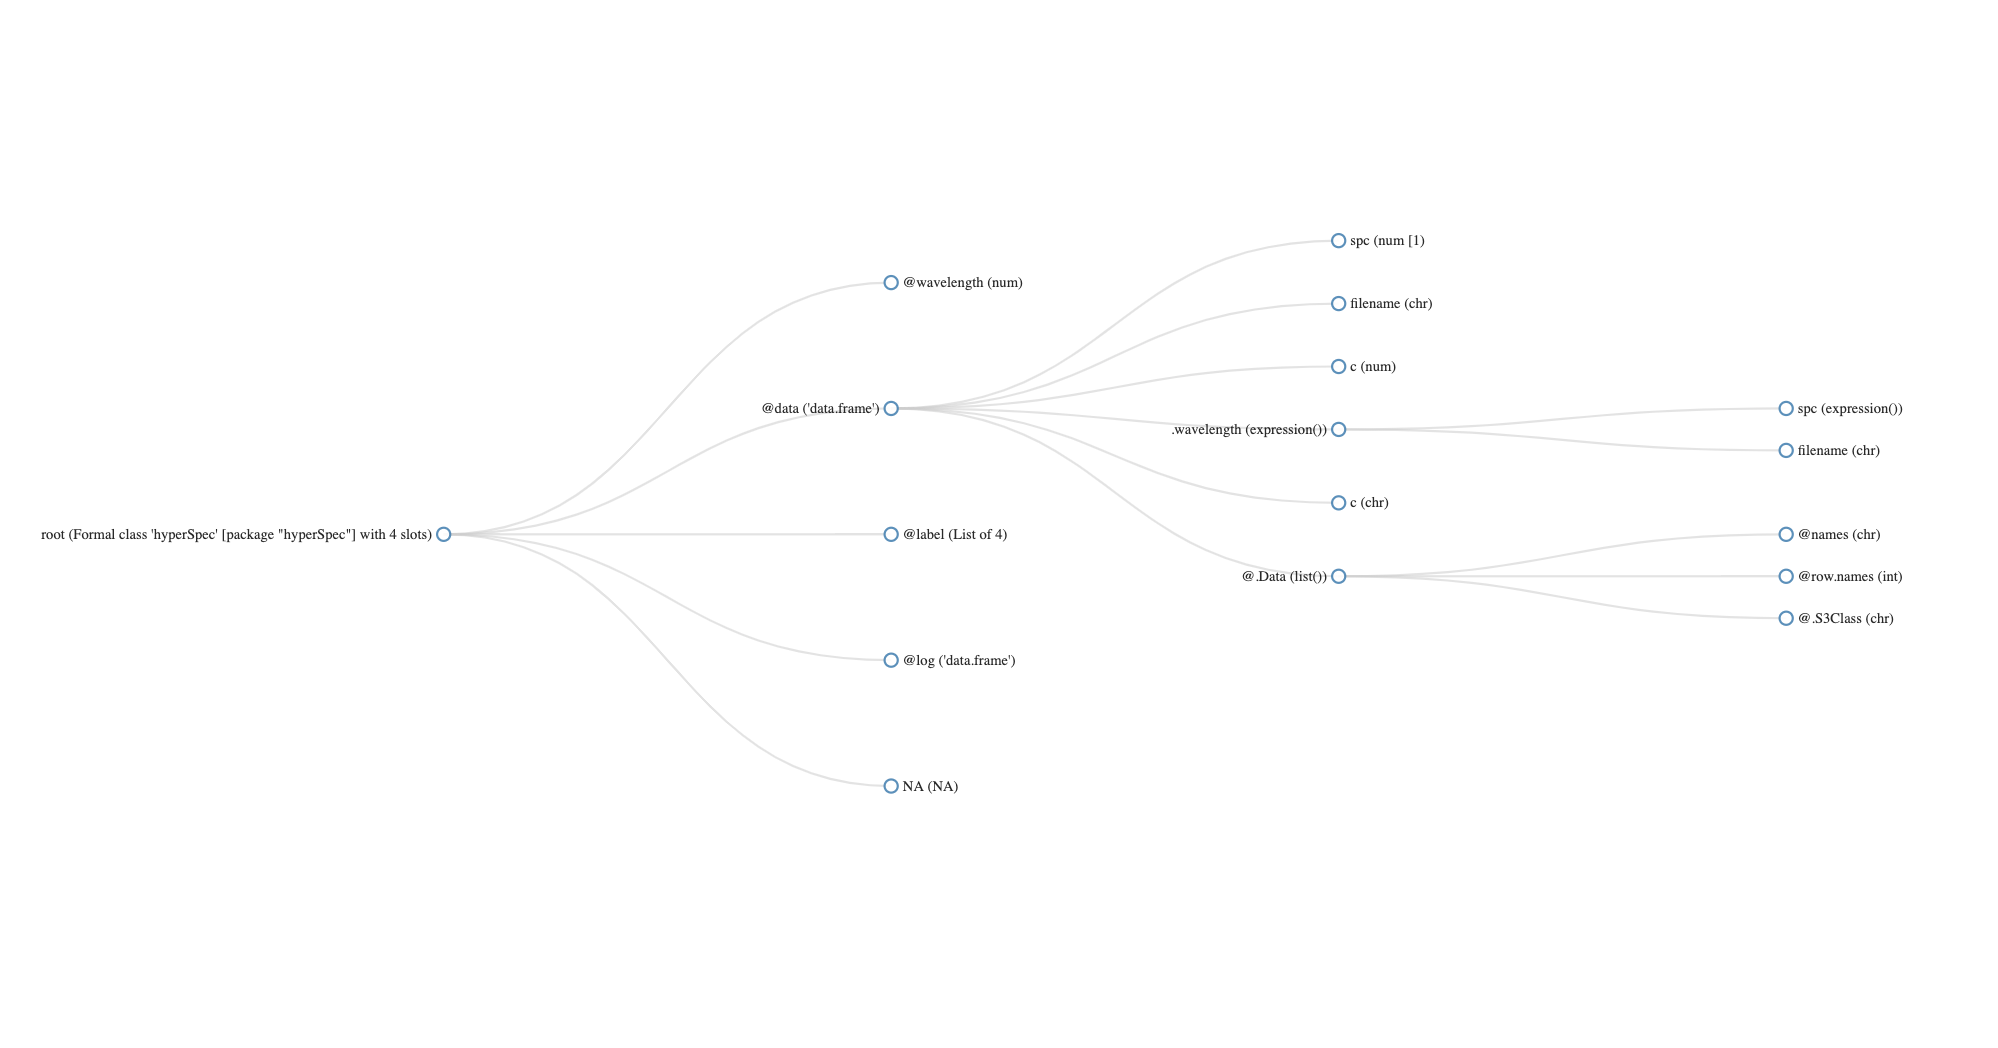 root (Formal class 'hyperSpec' [package "hyperSpec"] with 4 slots)
@wavelength (num)
@data ('data.frame')
@label (List of 4)
@log ('data.frame')
NA (NA)
spc (num [1)
filename (chr)
c (num)
.wavelength (expression())
c (chr)
@.Data (list())
spc (expression())
filename (chr)
@names (chr)
@row.names (int)
@.S3Class (chr)